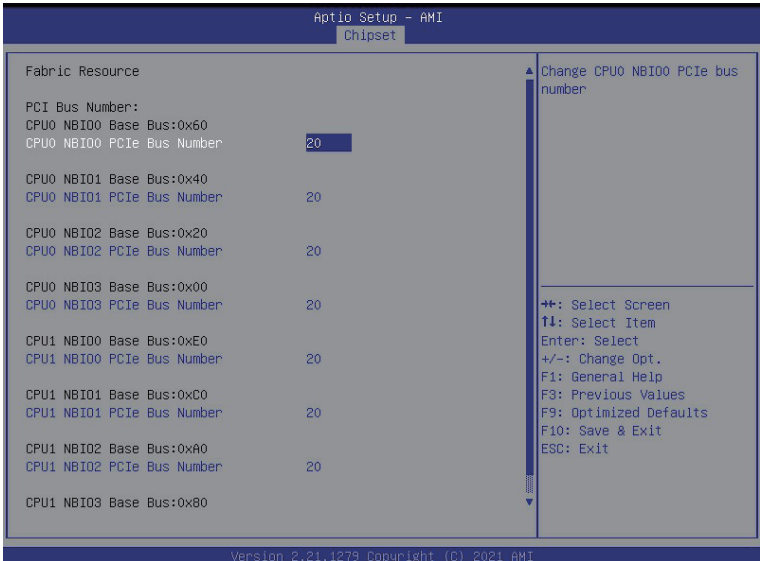 Aptio Setup – AMI
Chipset
Fabric Resource
PCI Bus Number:
CPU0 NBIO0 Base Bus:0x60
CPU0 NBIO0 PCIe Bus Number 20
CPU0 NBIO1 Base Bus:0x40
CPU0 NBIO1 PCIe Bus Number 20
CPU0 NBIO2 Base Bus:0x20
CPU0 NBIO2 PCIe Bus Number 20
CPU0 NBIO3 Base Bus:0x00
CPU0 NBIO3 PCIe Bus Number 20
CPU1 NBIO0 Base Bus:0xE0
CPU1 NBIO0 PCIe Bus Number 20
CPU1 NBIO1 Base Bus:0xC0
CPU1 NBIO1 PCIe Bus Number 20
CPU1 NBIO2 Base Bus:0xA0
CPU1 NBIO2 PCIe Bus Number 20
CPU1 NBIO3 Base Bus:0x80
Change CPU0 NBIO0 PCIe bus
number
→←: Select Screen
↑↓: Select Item
Enter: Select
+/-: Change Opt.
F1: General Help
F3: Previous Values
F9: Optimized Defaults
F10: Save & Exit
ESC: Exit
Version 2.21.1279 Copyright (C) 2021 AMI